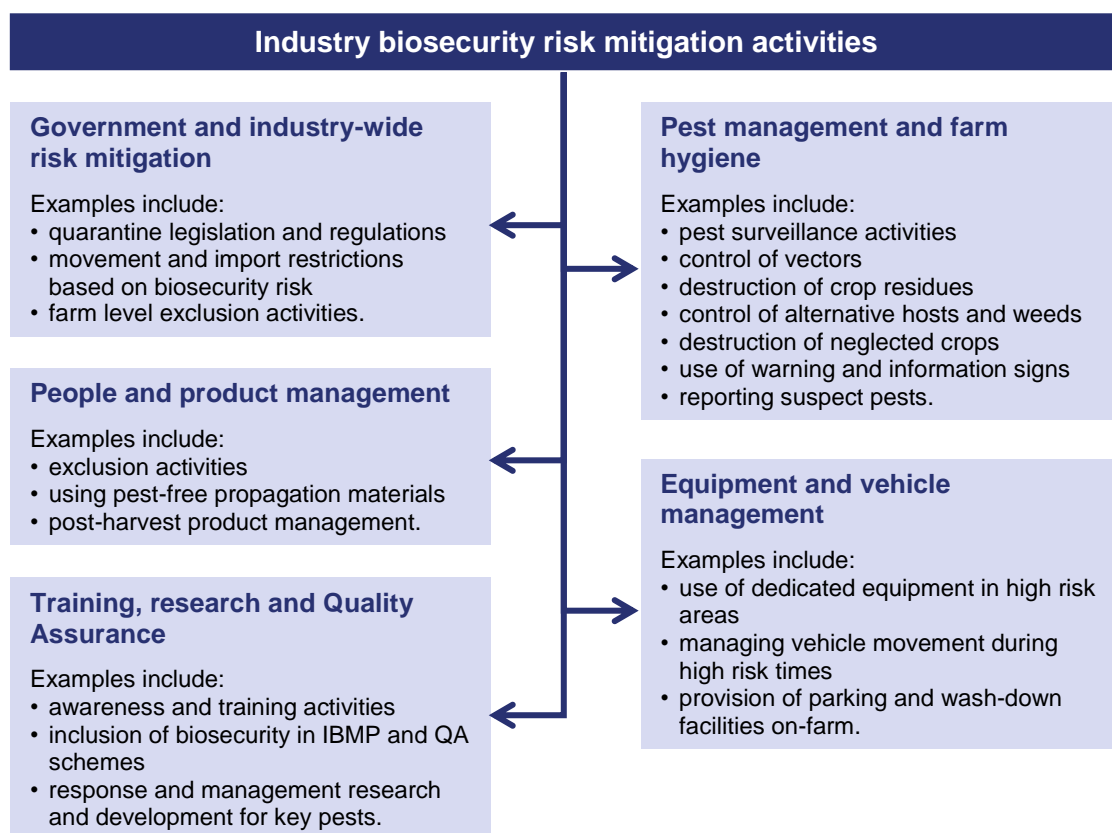 Industry biosecurity risk mitigation activities
Government and industry-wide
risk mitigation
Examples include:
• quarantine legislation and regulations
• movement and import restrictions
based on biosecurity risk
• farm level exclusion activities.
People and product management
Examples include:
• exclusion activities
• using pest-free propagation materials
• post-harvest product management.
Training, research and Quality
Assurance
Examples include:
• awareness and training activities
• inclusion of biosecurity in IBMP and QA
schemes
• response and management research
and development for key pests.
Pest management and farm
hygiene
Examples include:
• pest surveillance activities
• control of vectors
• destruction of crop residues
• control of alternative hosts and weeds
• destruction of neglected crops
• use of warning and information signs
• reporting suspect pests.
Equipment and vehicle
management
Examples include:
• use of dedicated equipment in high risk
areas
• managing vehicle movement during
high risk times
• provision of parking and wash-down
facilities on-farm.